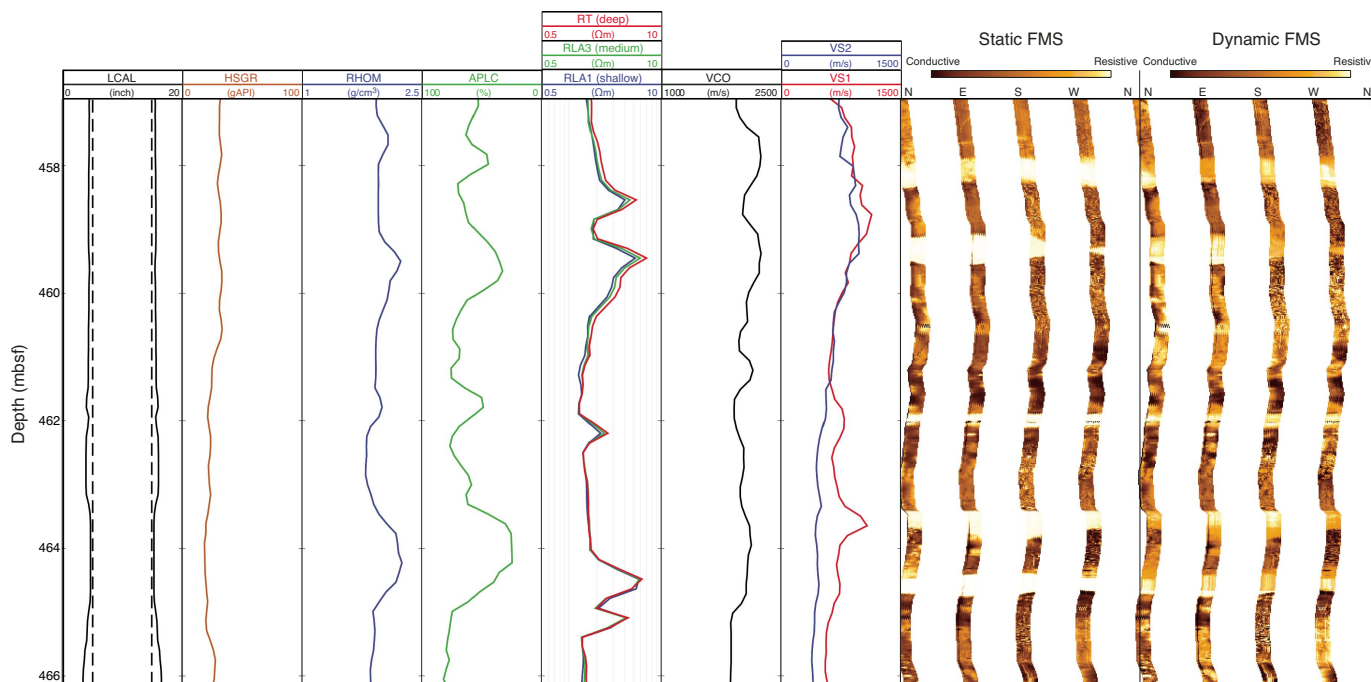 RT (deep)
0.5 (Ωm) 10
RLA3 (medium) VS2
0.5 (Ωm) 10 0 (m/s) 1500
LCAL HSGR RHOM APLC RLA1 (shallow) VCO VS1
0 (inch) 20 0 (gAPI) 100 1 (g/cm³) 2.5 100 (%) 0 0.5 (Ωm) 10 1000 (m/s) 2500 0 (m/s) 1500
Static FMS Dynamic FMS
Conductive Resistive Conductive Resistive
N E S W N N E S W N
458
460
462
464
466
Depth (mbsf)